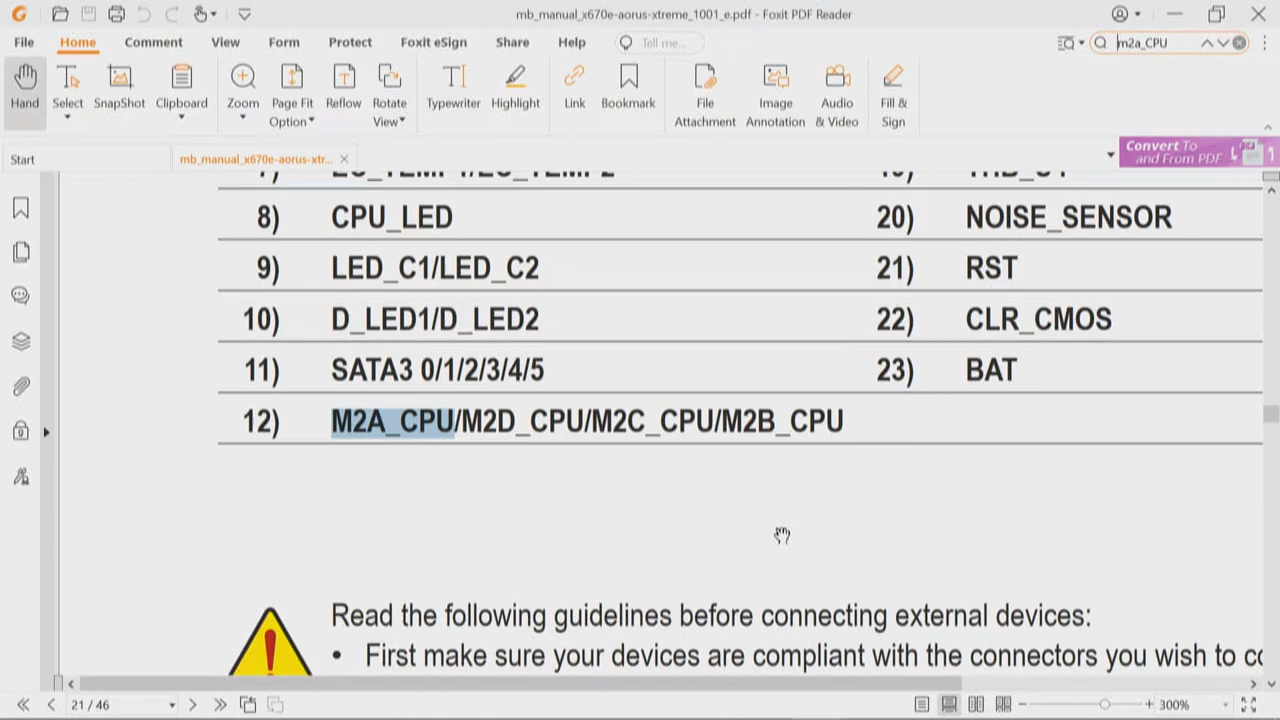 mb_manual_x670e-aorus-xtreme_1001_e.pdf - Foxit PDF Reader
File Home Comment View Form Protect Foxit eSign Share Help Tell me... m2a_CPU
Hand Select SnapShot Clipboard Zoom Page Fit Option Reflow Rotate View Typewriter Highlight Link Bookmark File Attachment Image Annotation Audio & Video Fill & Sign
Start mb_manual_x670e-aorus-xtr... Convert To and From PDF
8) CPU_LED 20) NOISE_SENSOR
9) LED_C1/LED_C2 21) RST
10) D_LED1/D_LED2 22) CLR_CMOS
11) SATA3 0/1/2/3/4/5 23) BAT
12) M2A_CPU/M2D_CPU/M2C_CPU/M2B_CPU
Read the following guidelines before connecting external devices:
• First make sure your devices are compliant with the connectors you wish to
21 / 46 300%